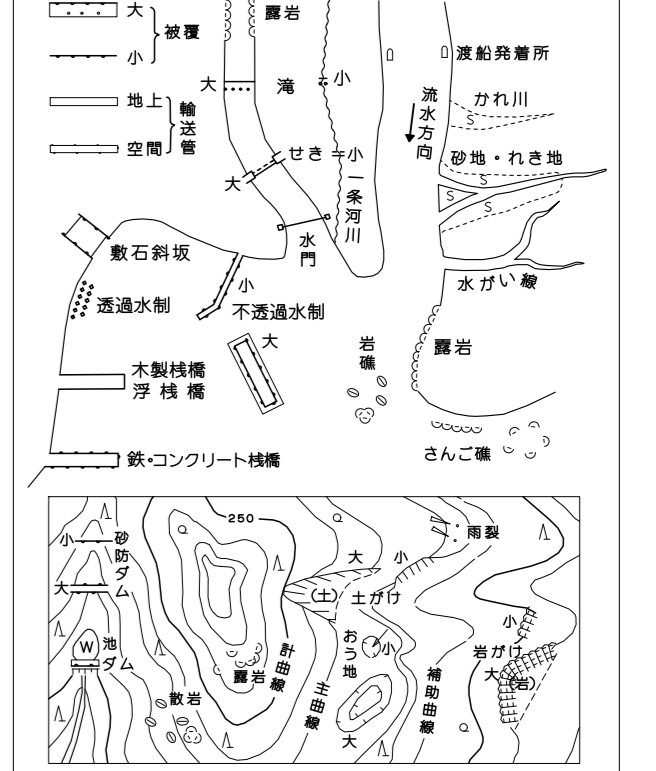 大
小
被覆
地上
空間
輸送管
露岩
大
滝
小
せき
小
大
一条河川
水門
流水方向
渡船発着所
かれ川
S
砂地・れき地
S
S
S
水がい線
敷石斜坂
透過水制
小
不透過水制
大
木製桟橋
浮桟橋
鉄・コンクリート桟橋
岩礁
露岩
さんご礁
250
小
砂防ダム
大
W
池
ダム
散岩
露岩
計曲線
主曲線
大
小
(土)
土がけ
おう地
小
大
補助曲線
雨裂
小
岩がけ
大
(岩)